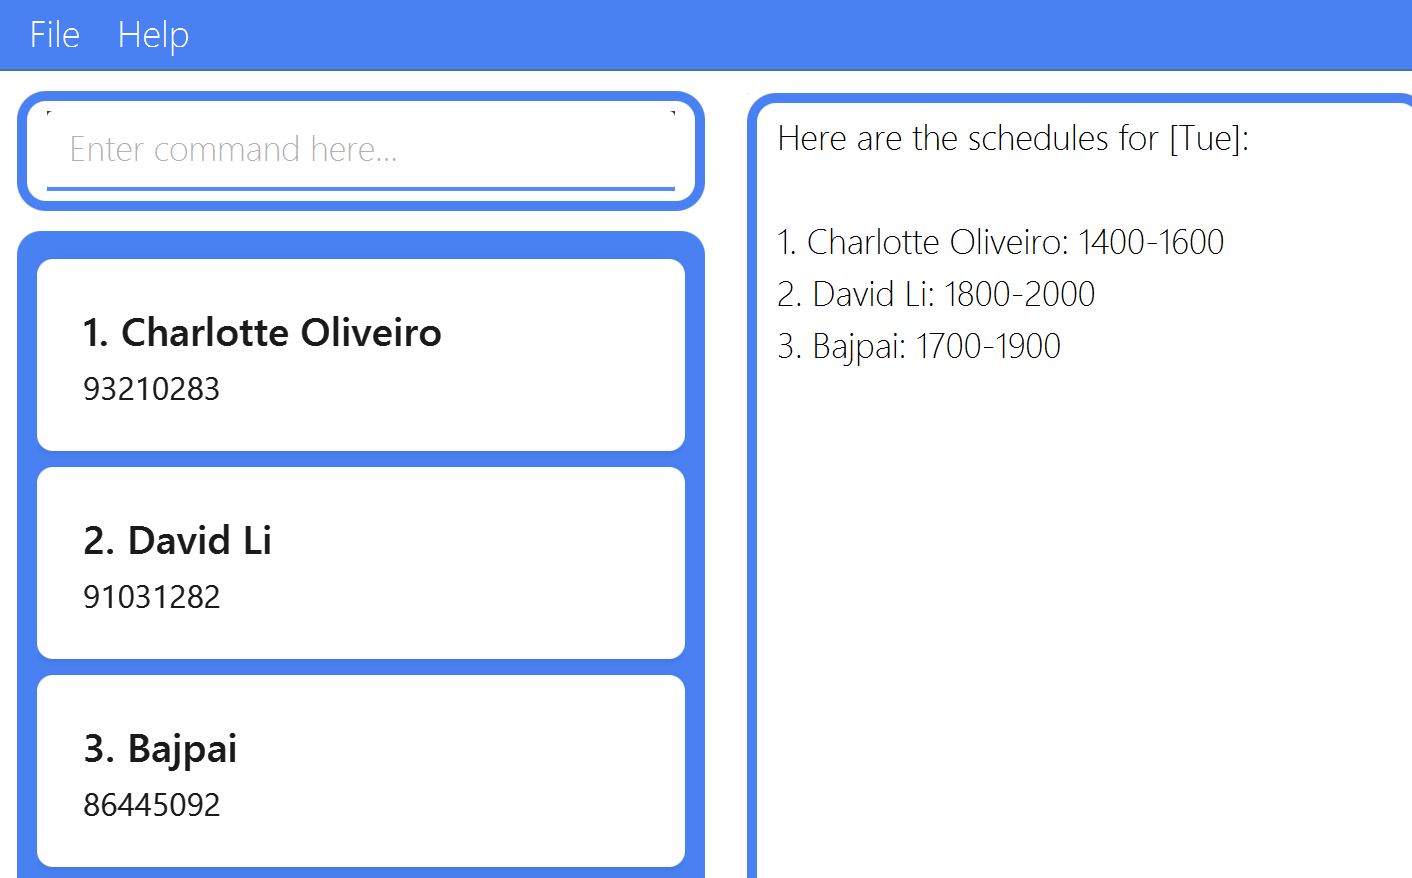 File Help
Enter command here...
1. Charlotte Oliveiro
93210283
2. David Li
91031282
3. Bajpai
86445092
Here are the schedules for [Tue]:
1. Charlotte Oliveiro: 1400-1600
2. David Li: 1800-2000
3. Bajpai: 1700-1900